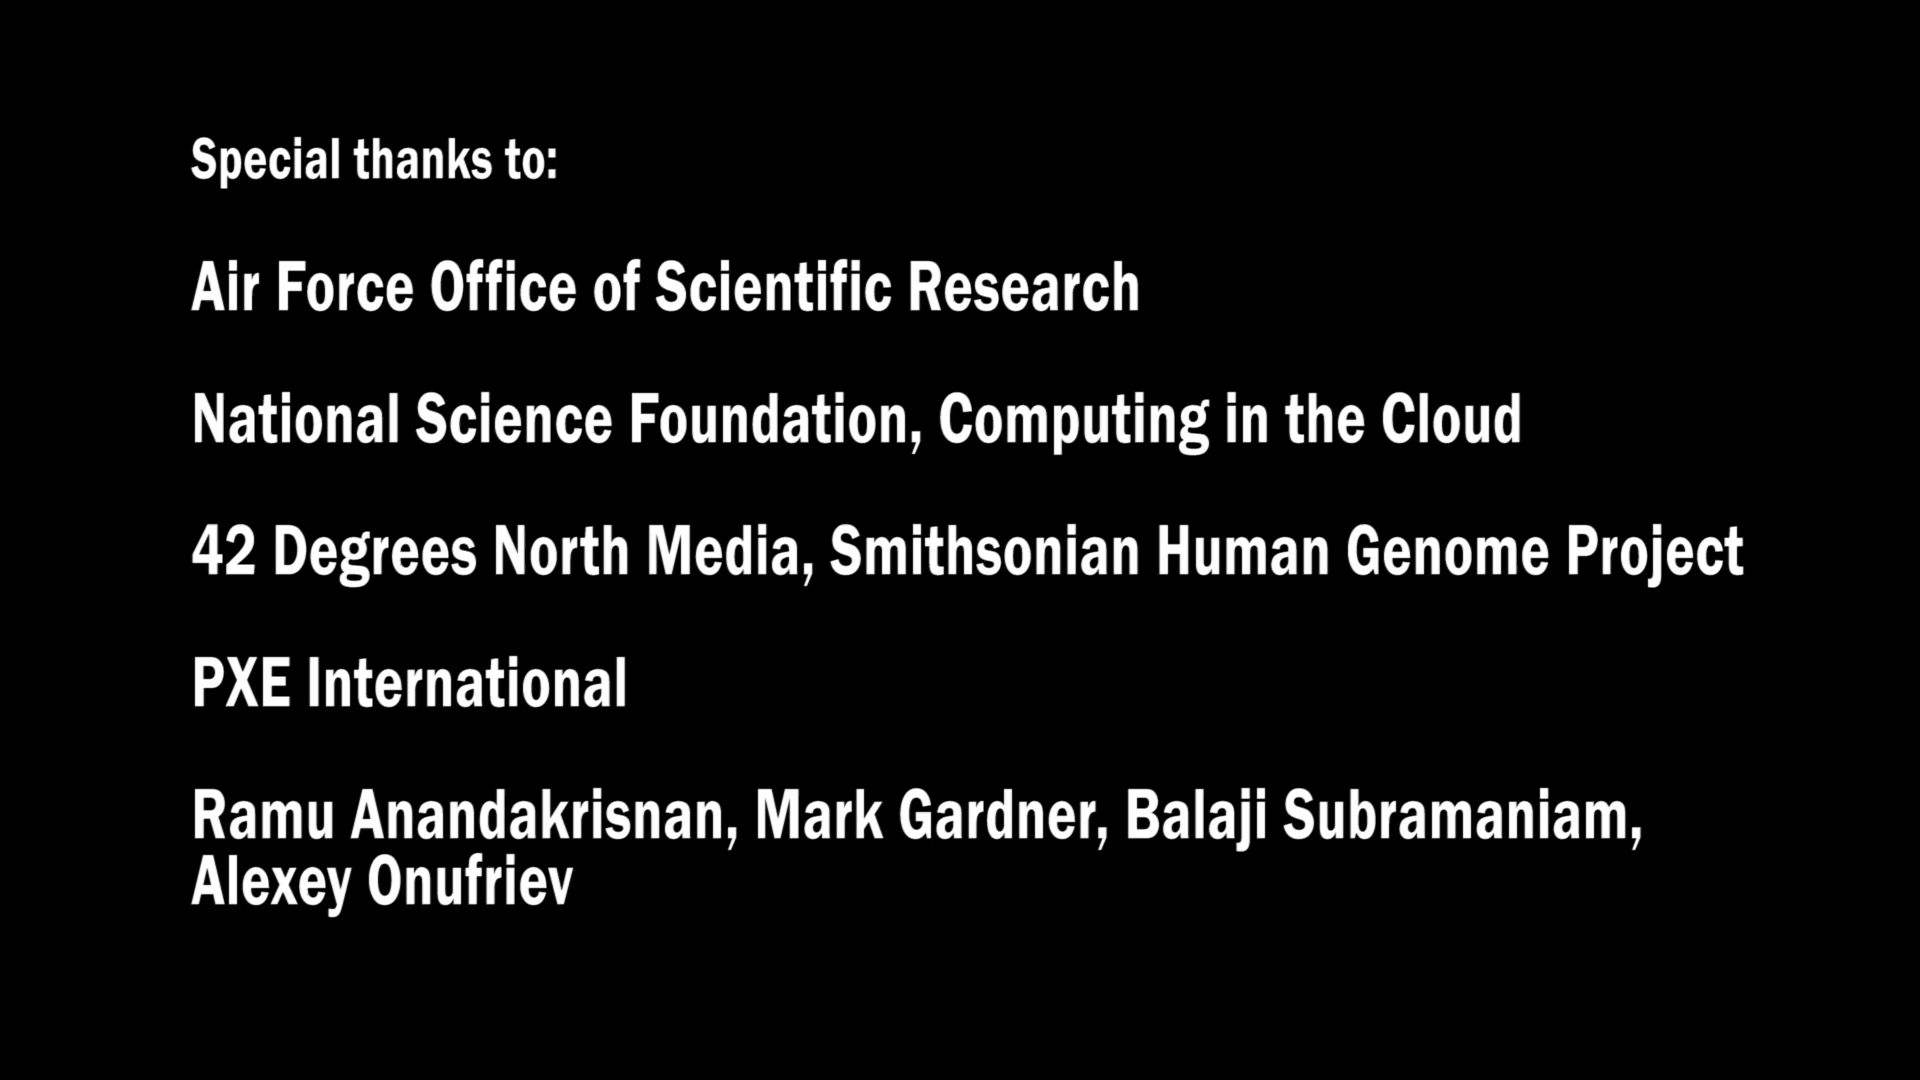 Special thanks to:
Air Force Office of Scientific Research
National Science Foundation, Computing in the Cloud
42 Degrees North Media, Smithsonian Human Genome Project
PXE International
Ramu Anandakrisnan, Mark Gardner, Balaji Subramaniam,
Alexey Onufriev